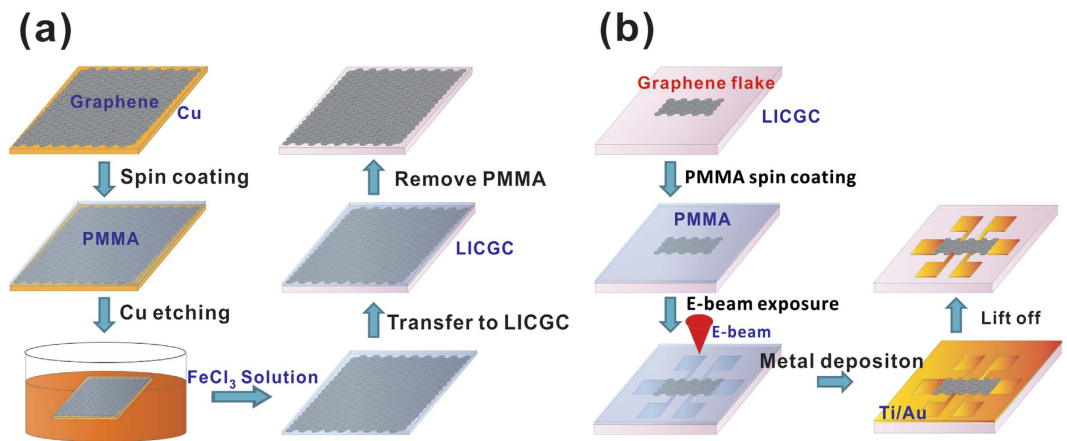 (a)
Graphene
Cu
Spin coating
PMMA
Cu etching
FeCl₃ Solution
Transfer to LICGC
LICGC
Remove PMMA
(b)
Graphene flake
LICGC
PMMA spin coating
PMMA
E-beam exposure
E-beam
Metal depositon
Ti/Au
Lift off